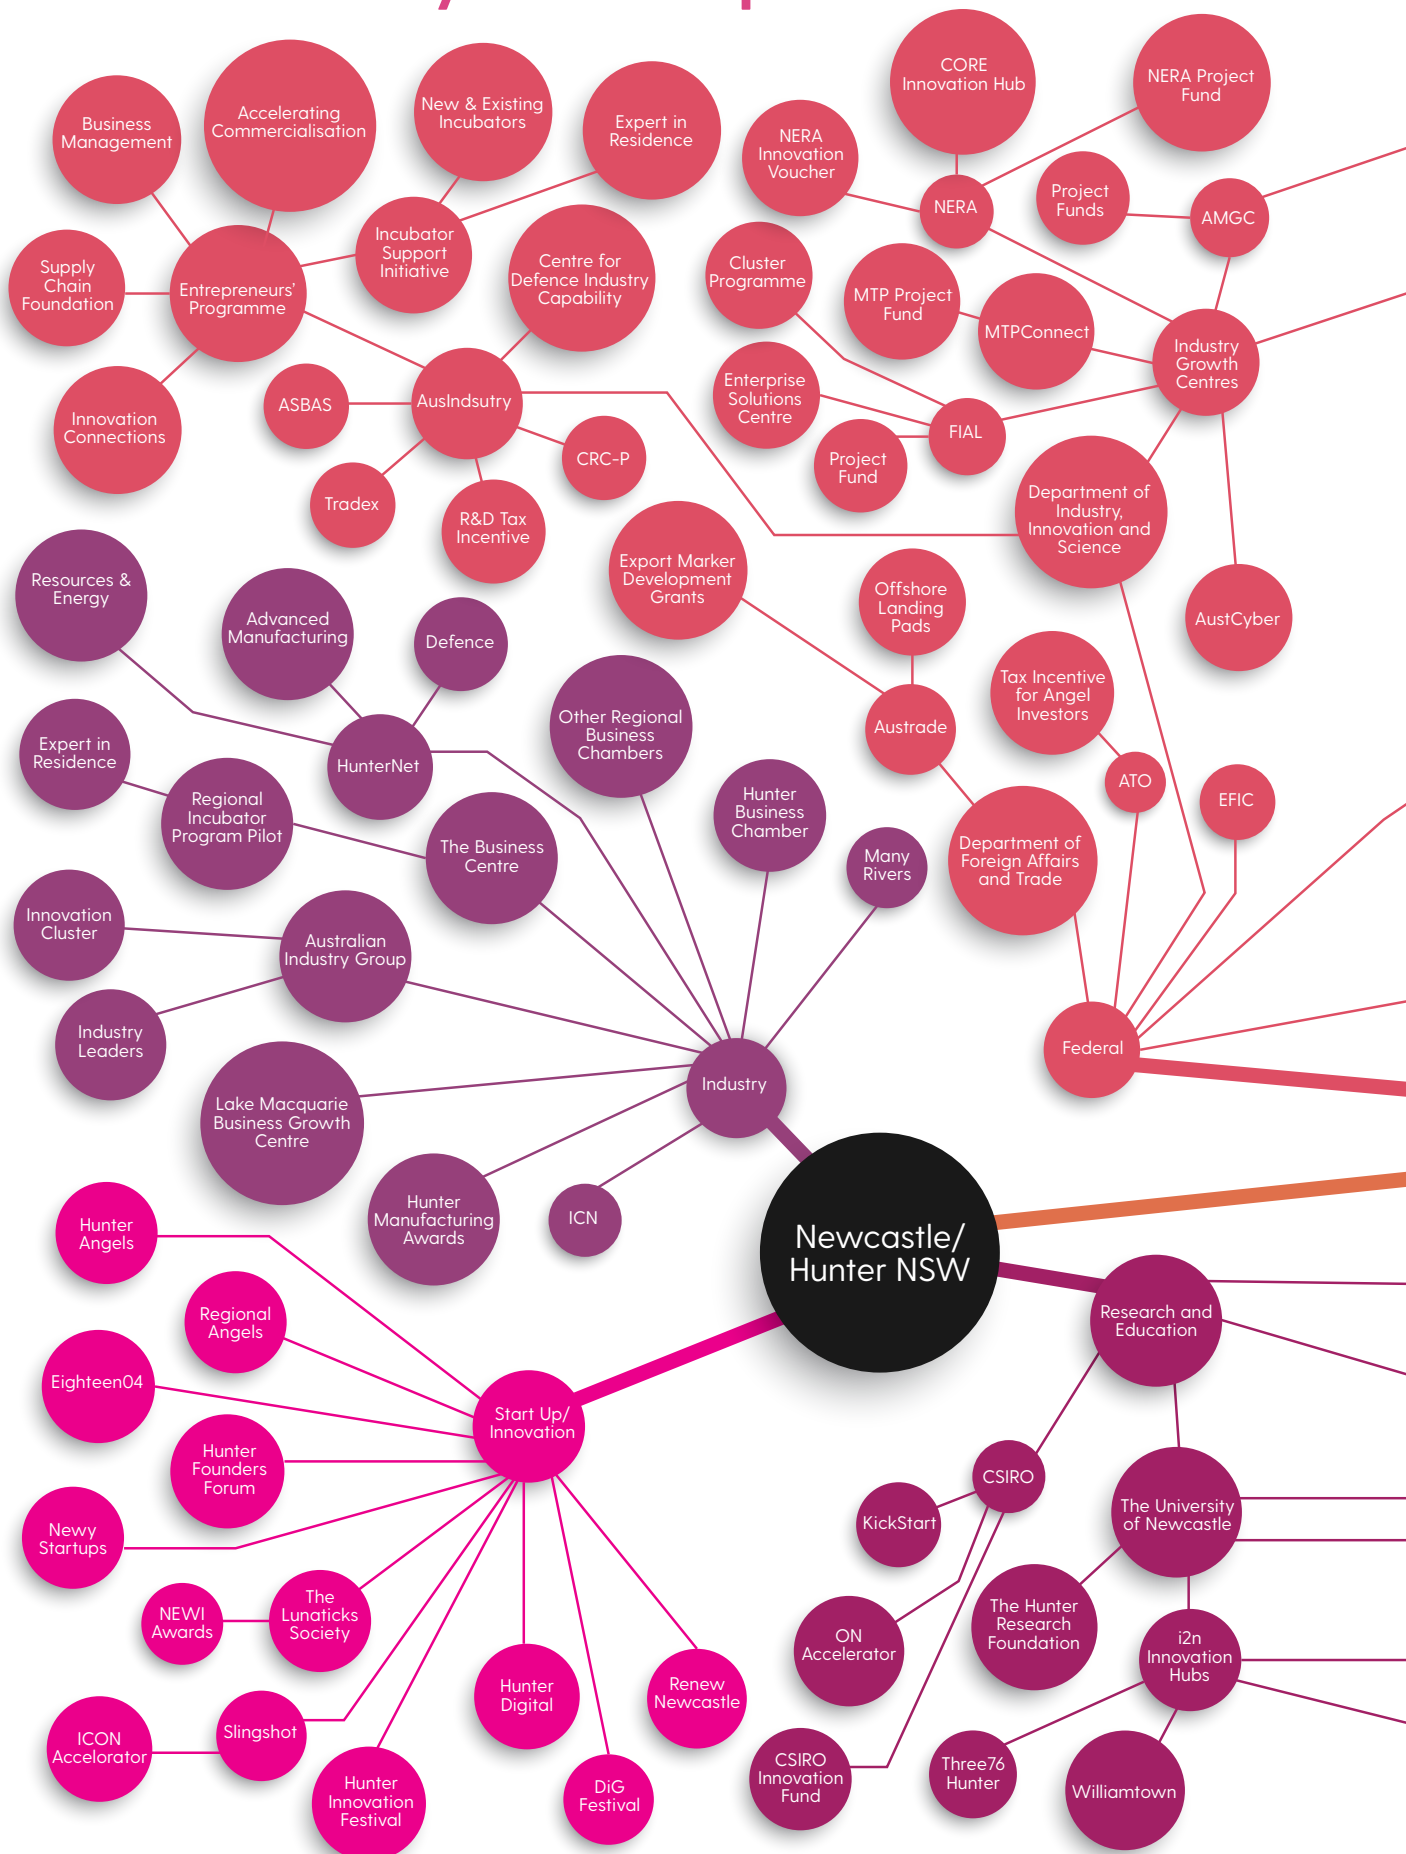 CORE
Innovation Hub
NERA Project
Fund
New & Existing
Incubators
Accelerating
Commercialisation
Business
Management
Expert in
Residence
NERA
Innovation
Voucher
Project
Funds
NERA
AMGC
Incubator
Support
Initiative
Centre for
Defence Industry
Capability
Cluster
Programme
Supply
Chain
Foundation
Entrepreneurs'
Programme
MTP Project
Fund
MTPConnect
Industry
Growth
Centres
Enterprise
Solutions
Centre
ASBAS
AusIndsutry
Innovation
Connections
FIAL
Project
Fund
CRC-P
Tradex
R&D Tax
Incentive
Department of
Industry,
Innovation and
Science
Export Marker
Development
Grants
Resources &
Energy
Offshore
Landing
Pads
AustCyber
Advanced
Manufacturing
Defence
Tax Incentive
for Angel
Investors
Other Regional
Business
Chambers
Austrade
Expert in
Residence
HunterNet
ATO
EFIC
Regional
Incubator
Program Pilot
Hunter
Business
Chamber
The Business
Centre
Many
Rivers
Department of
Foreign Affairs
and Trade
Innovation
Cluster
Australian
Industry Group
Industry
Leaders
Federal
Industry
Lake Macquarie
Business Growth
Centre
Hunter
Manufacturing
Awards
ICN
Hunter
Angels
Newcastle/
Hunter NSW
Regional
Angels
Research and
Education
Eighteen04
Start Up/
Innovation
Hunter
Founders
Forum
CSIRO
The University
of Newcastle
KickStart
Newy
Startups
NEWI
Awards
The
Lunaticks
Society
ON
Accelerator
The Hunter
Research
Foundation
i2n
Innovation
Hubs
Hunter
Digital
Renew
Newcastle
ICON
Accelorator
Slingshot
Hunter
Innovation
Festival
DiG
Festival
CSIRO
Innovation
Fund
Three76
Hunter
Williamtown